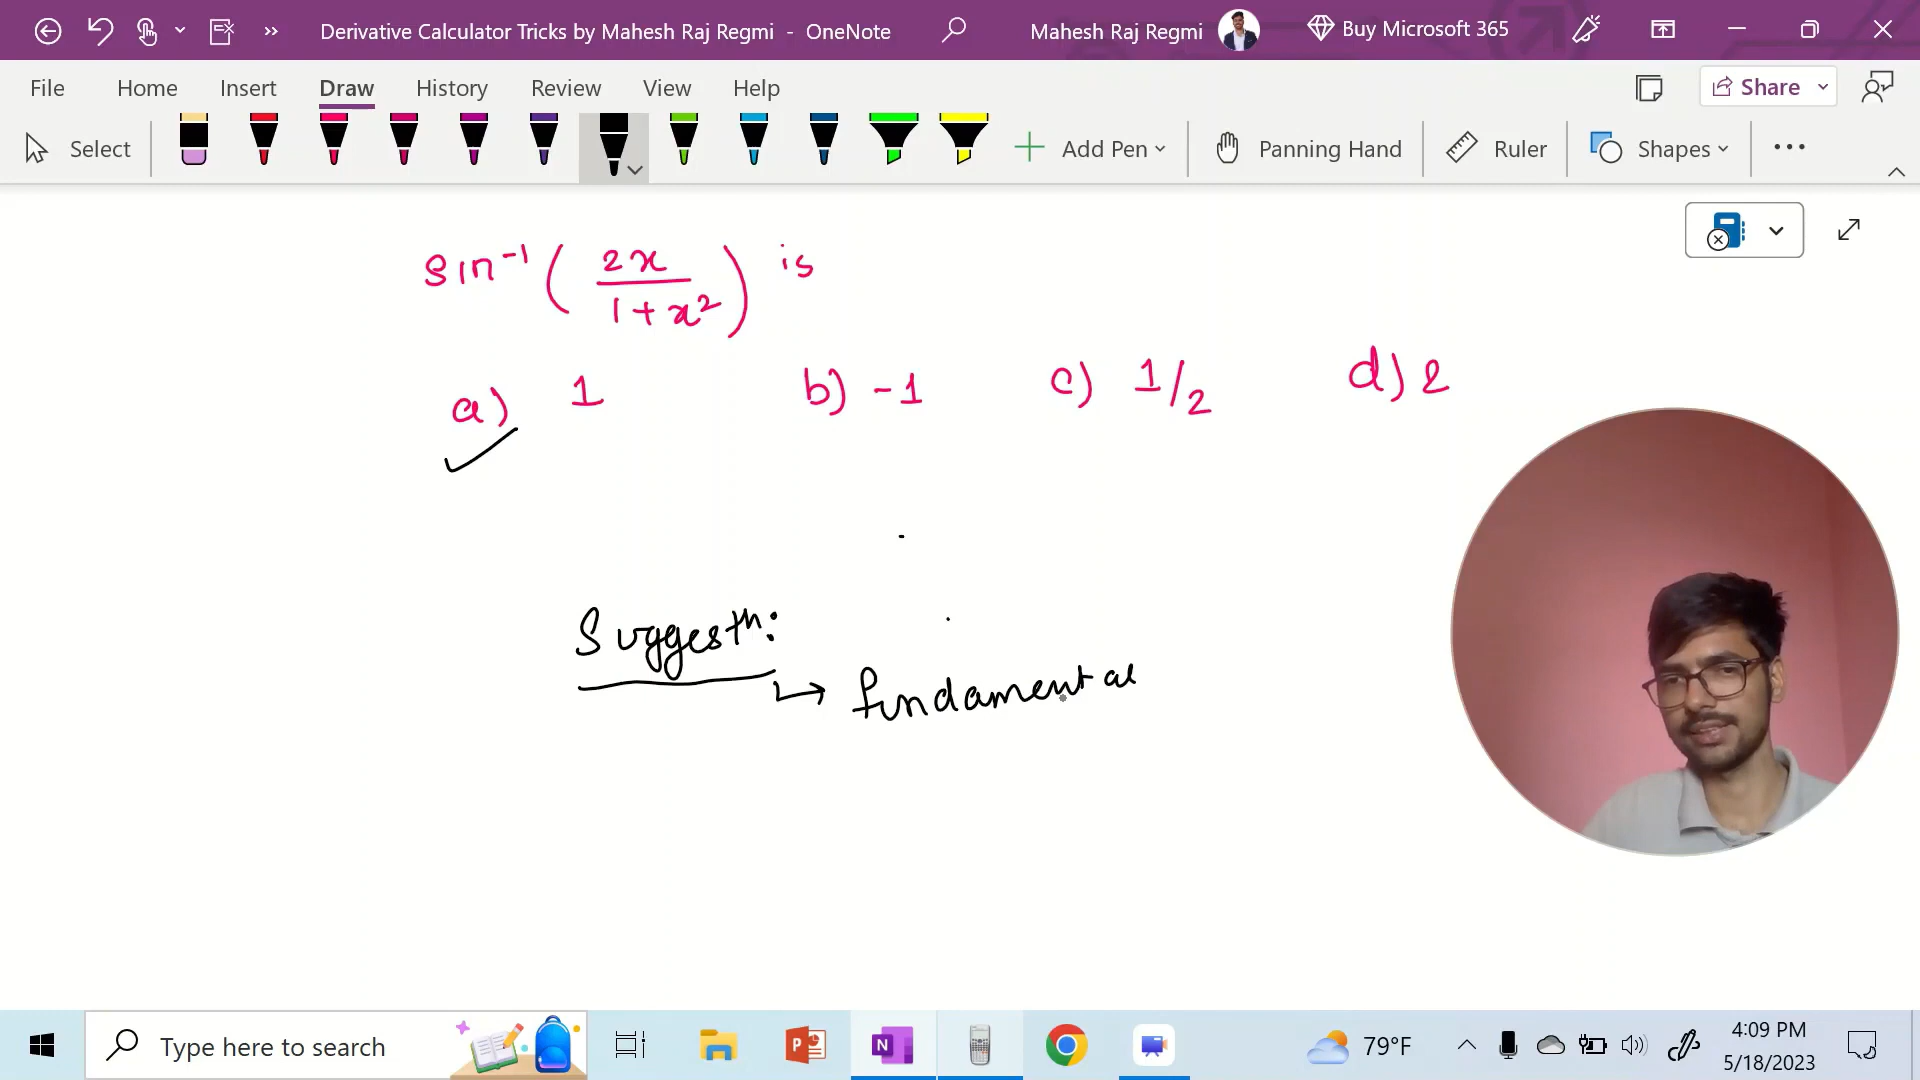 Derivative Calculator Tricks by Mahesh Raj Regmi - OneNote
Mahesh Raj Regmi
Buy Microsoft 365
File Home Insert Draw History Review View Help
Share
Select
Add Pen
Panning Hand
Ruler
Shapes
sin⁻¹ (2x / 1+x²) is
a) 1 b) -1 c) 1/2 d) 2
Suggestn:
fundamental
Type here to search
79°F
4:09 PM
5/18/2023